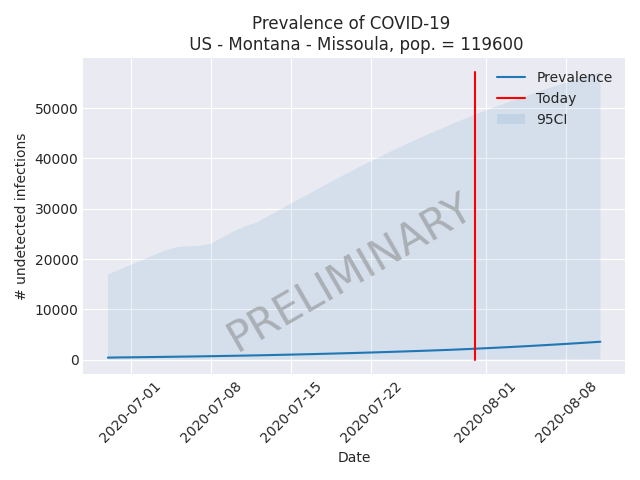 Prevalence of COVID-19
US - Montana - Missoula, pop. = 119600
Prevalence
Today
95CI
50000
40000
30000
20000
10000
0
# undetected infections
PRELIMINARY
2020-07-01
2020-07-08
2020-07-15
2020-07-22
2020-08-01
2020-08-08
Date